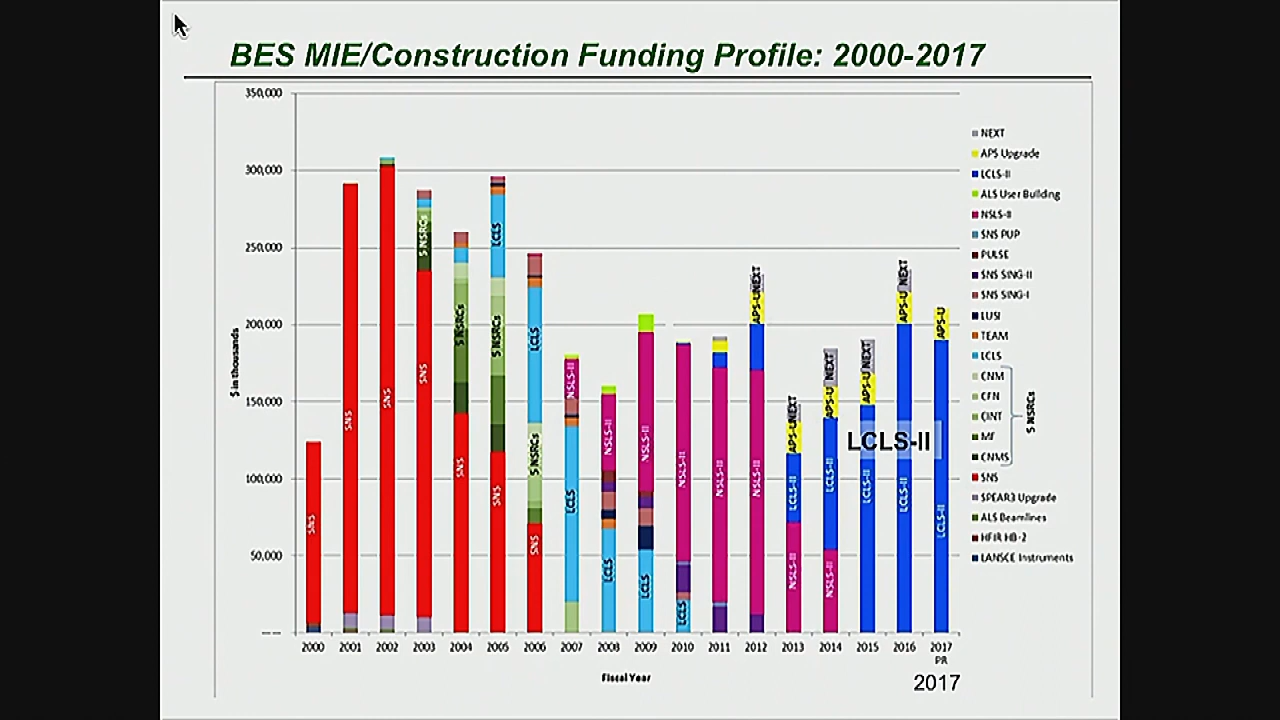 BES MIE/Construction Funding Profile: 2000-2017
350,000
300,000
250,000
200,000
150,000
100,000
50,000
$ in thousands
SNS
SNS
SNS
SNS
5 NSRCs
SNS
5 NSRCs
SNS
5 NSRCs
LCLS
SNS
5 NSRCs
LCLS
LCLS
NSLS-II
LCLS
NSLS-II
LCLS
NSLS-II
LCLS
NSLS-II
NSLS-II
NSLS-II
APS-U
NEXT
NSLS-II
LCLS-II
APS-U
NEXT
NSLS-II
LCLS-II
APS-U
NEXT
LCLS-II
APS-U
NEXT
LCLS-II
APS-U
NEXT
LCLS-II
APS-U
LCLS-II
2000
2001
2002
2003
2004
2005
2006
2007
2008
2009
2010
2011
2012
2013
2014
2015
2016
2017
PR
Fiscal Year
2017
NEXT
APS Upgrade
LCLS-II
ALS User Building
NSLS-II
SNS PUP
PULSE
SNS SING-II
SNS SING-I
LUSI
TEAM
LCLS
CNM
CFN
CINT
MF
CNMS
5 NSRCs
SNS
SPEAR3 Upgrade
ALS Beamlines
HFIR HB-2
LANSCE Instruments